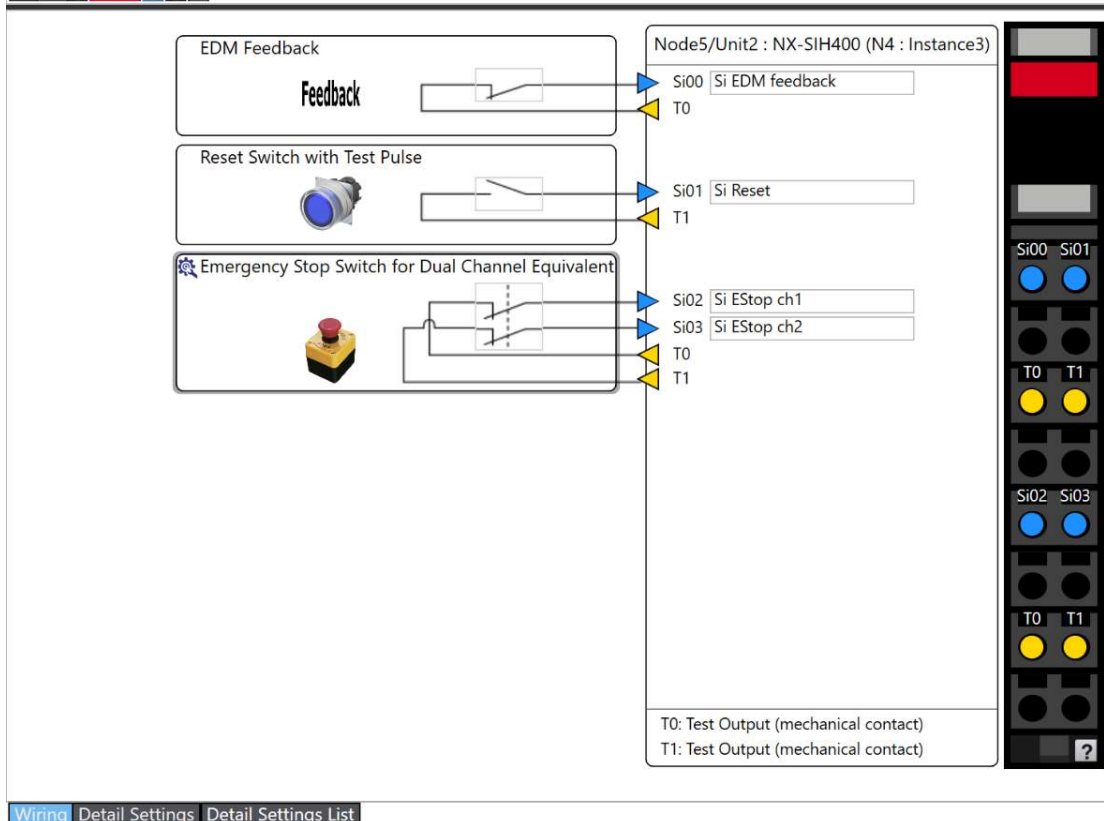 EDM Feedback
Feedback
Reset Switch with Test Pulse
Emergency Stop Switch for Dual Channel Equivalent
Node5/Unit2 : NX-SIH400 (N4 : Instance3)
Si00 Si EDM feedback
T0
Si01 Si Reset
T1
Si02 Si EStop ch1
Si03 Si EStop ch2
T0
T1
T0: Test Output (mechanical contact)
T1: Test Output (mechanical contact)
Si00 Si01
T0 T1
Si02 Si03
T0 T1
?
Wiring Detail Settings Detail Settings List